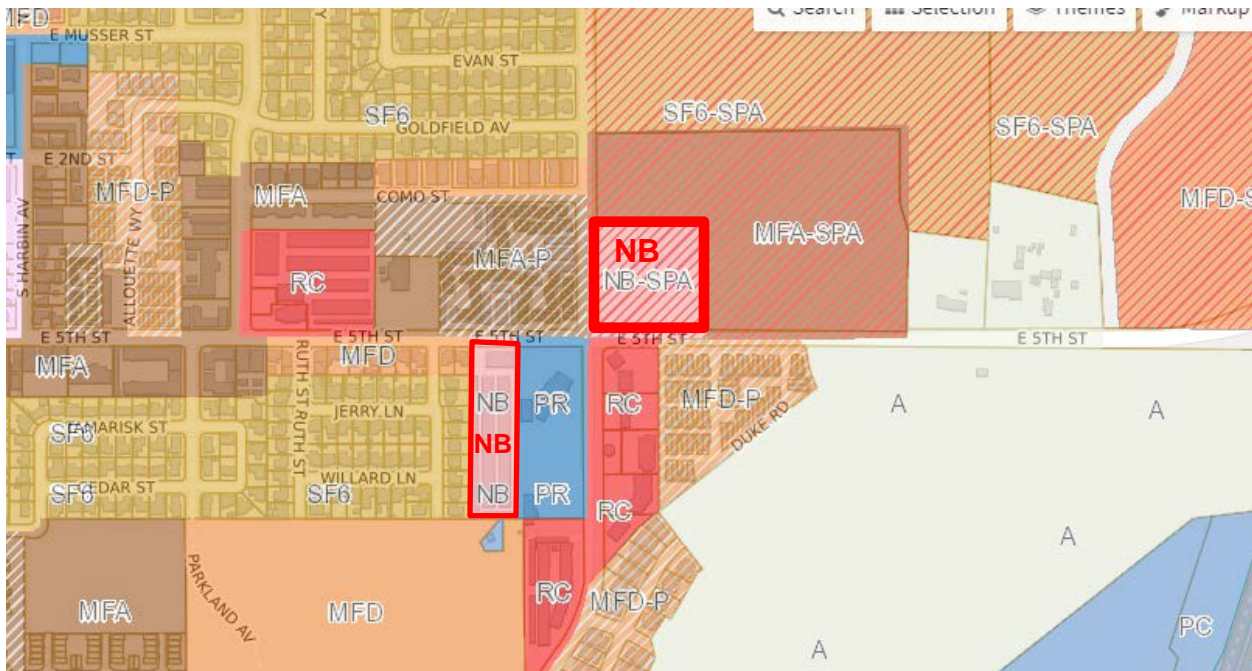 MFD
Search
Selection
Themes
Markup
E MUSSER ST
EVAN ST
SF6-SPA
SF6
GOLDFIELD AV
SF6-SPA
E 2ND ST
MFD-P
MFA
COMO ST
MFD-S
S HARBIN AV
ALLOUETTE WY
MFA-P
NB
MFA-SPA
RC
NB-SPA
E 5TH ST
E 5TH ST
E 5TH ST
E 5TH ST
E 5TH ST
MFA
MFD
RUTH ST
RUTH ST
NB
PR
RC
MFD-P
A
A
JERRY LN
DUKE RD
SF6
TAMARISK ST
NB
WILLARD LN
SF6
CEDAR ST
SF6
NB
PR
RC
A
PARKLAND AV
MFA
MFD
RC
MFD-P
A
PC